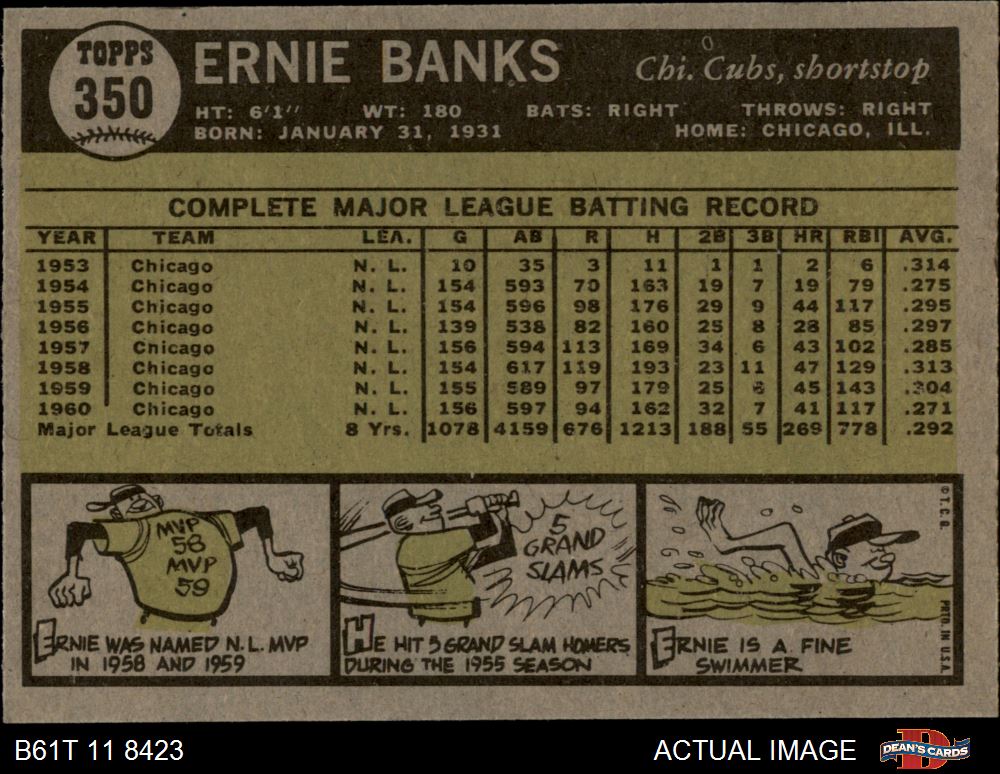 TOPPS
350
ERNIE BANKS
Chi. Cubs, shortstop
HT: 6'1" WT: 180 BATS: RIGHT THROWS: RIGHT
BORN: JANUARY 31, 1931 HOME: CHICAGO, ILL.
COMPLETE MAJOR LEAGUE BATTING RECORD
YEAR TEAM LEA. G AB R H 2B 3B HR RBI AVG.
1953 Chicago N. L. 10 35 3 11 1 1 2 6 .314
1954 Chicago N. L. 154 593 70 163 19 7 19 79 .275
1955 Chicago N. L. 154 596 98 176 29 9 44 117 .295
1956 Chicago N. L. 139 538 82 160 25 8 28 85 .297
1957 Chicago N. L. 156 594 113 169 34 6 43 102 .285
1958 Chicago N. L. 154 617 119 193 23 11 47 129 .313
1959 Chicago N. L. 155 589 97 179 25 45 143 .304
1960 Chicago N. L. 156 597 94 162 32 7 41 117 .271
Major League Totals 8 Yrs. 1078 4159 676 1213 188 55 269 778 .292
MVP
58
MVP
59
ERNIE WAS NAMED N.L. MVP
IN 1958 AND 1959
5
GRAND
SLAMS
HE HIT 5 GRAND SLAM HOMERS
DURING THE 1955 SEASON
ERNIE IS A FINE
SWIMMER
© T.C.G.
PRTD. IN U.S.A.
B61T 11 8423
ACTUAL IMAGE
DEAN'S CARDS